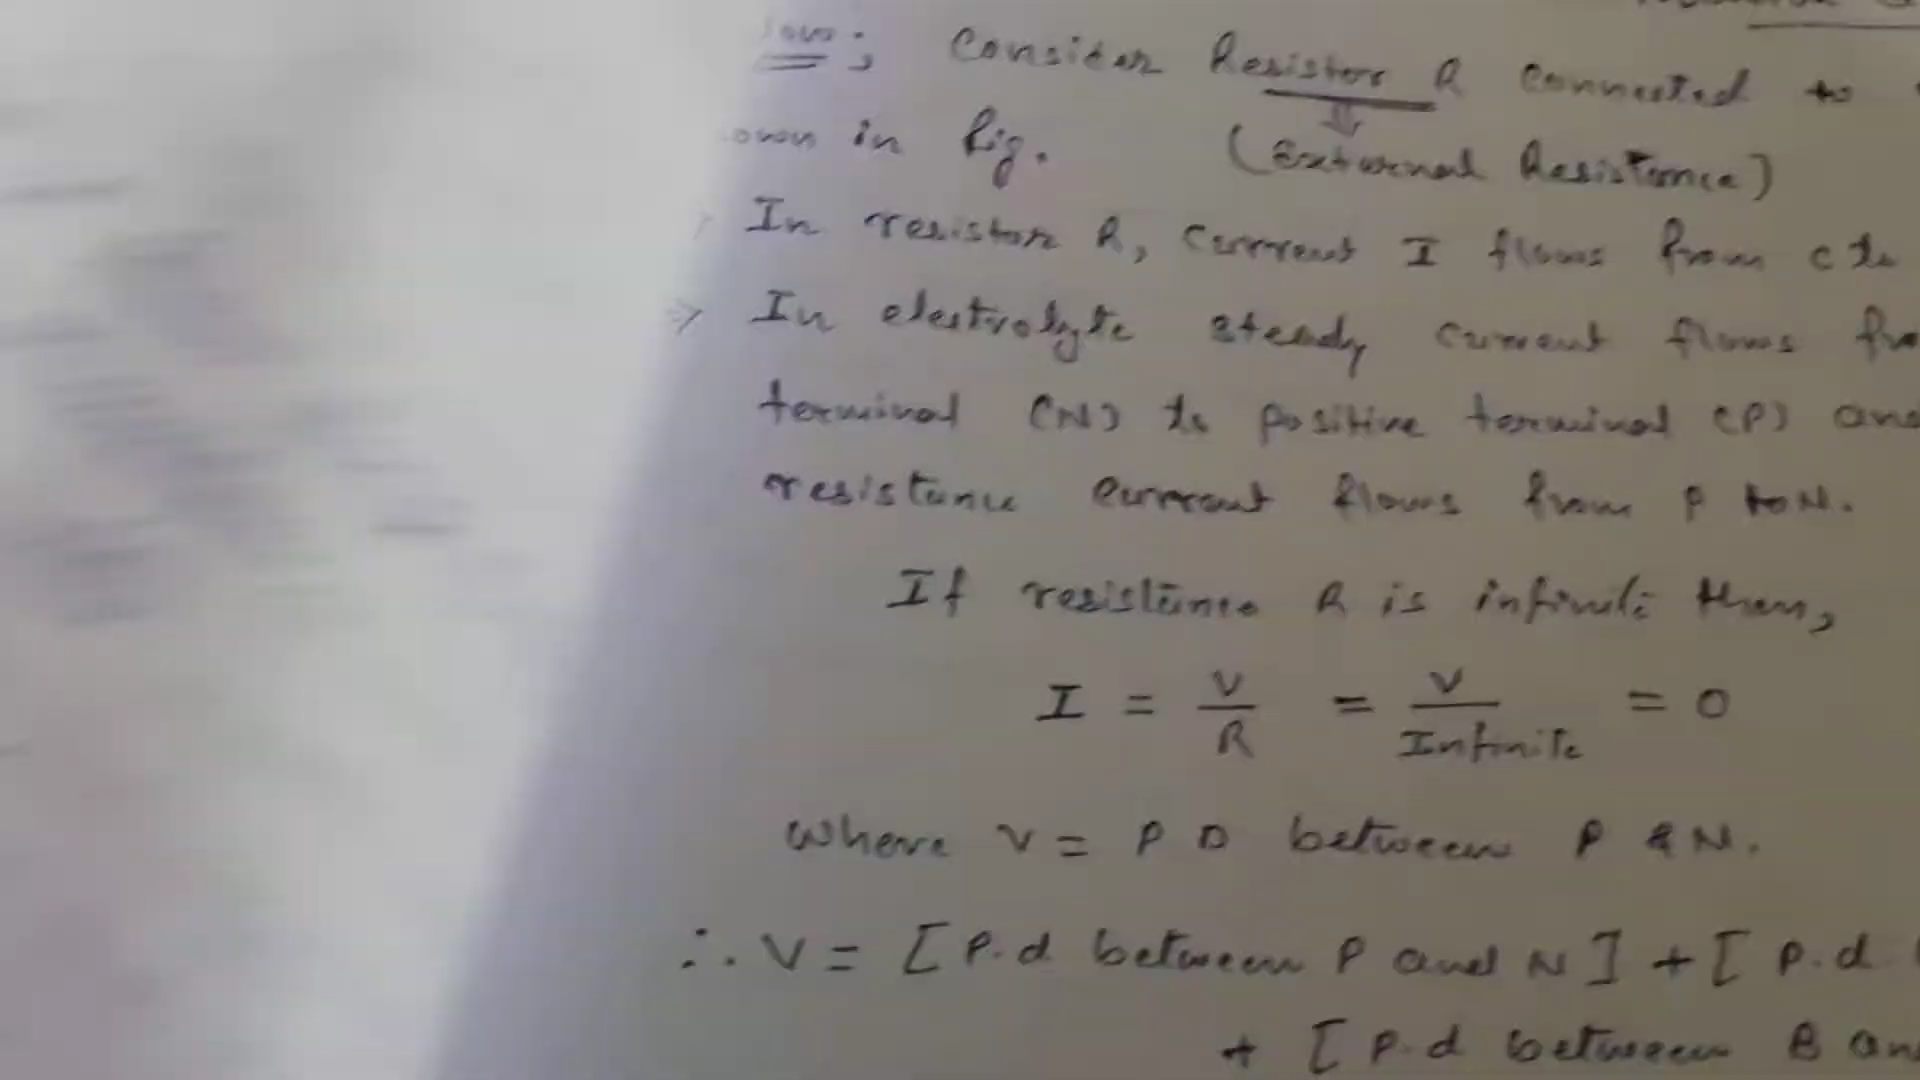 Consider Resistor R connected to
in fig. (External Resistance)
In resistor R, current I flows from C to
⇒ In electrolyte steady current flows
terminal (N) to positive terminal (P) and
resistance current flows from P to N.
If resistance R is infinite then,
I = V/R = V/Infinite = 0
where V = P D between P & N.
∴ V = [P.d between P and N] + [P.d
+ [P.d between B